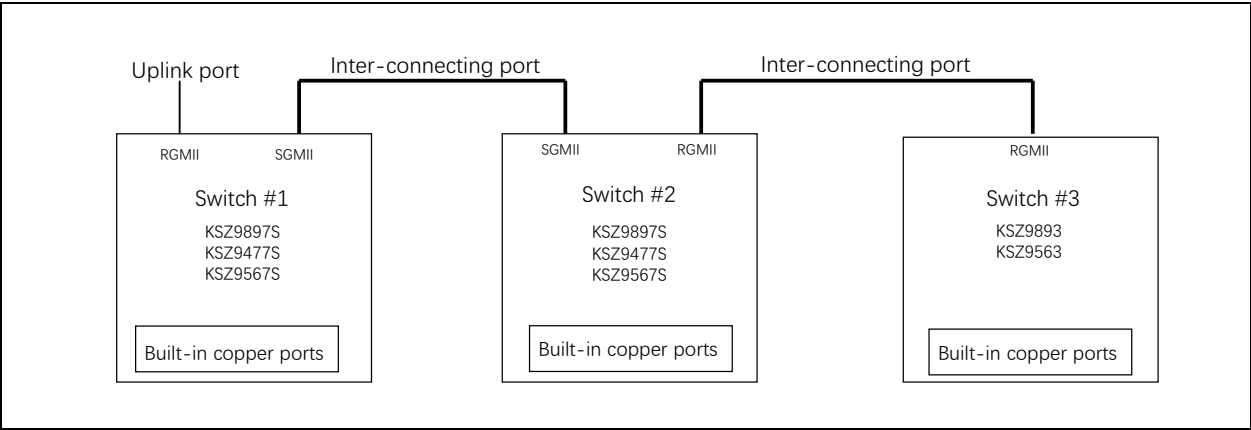 Uplink port
Inter-connecting port
Inter-connecting port
RGMII
SGMII
SGMII
RGMII
RGMII
Switch #1
Switch #2
Switch #3
KSZ9897S
KSZ9477S
KSZ9567S
KSZ9897S
KSZ9477S
KSZ9567S
KSZ9893
KSZ9563
Built-in copper ports
Built-in copper ports
Built-in copper ports